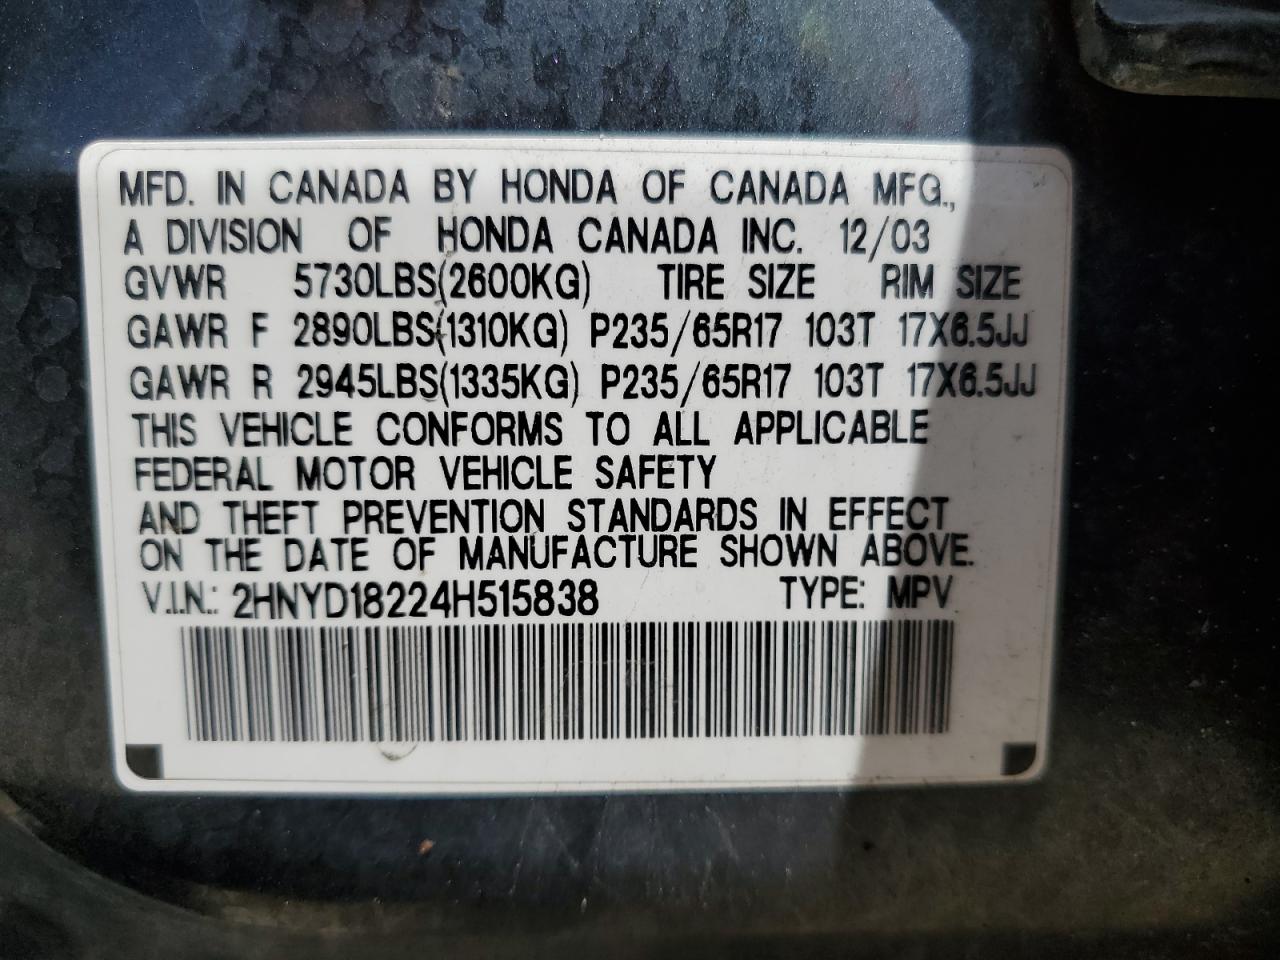 MFD. IN CANADA BY HONDA OF CANADA MFG.,
A DIVISION OF HONDA CANADA INC. 12/03
GVWR 5730LBS(2600KG) TIRE SIZE RIM SIZE
GAWR F 2890LBS(1310KG) P235/65R17 103T 17X6.5JJ
GAWR R 2945LBS(1335KG) P235/65R17 103T 17X6.5JJ
THIS VEHICLE CONFORMS TO ALL APPLICABLE
FEDERAL MOTOR VEHICLE SAFETY
AND THEFT PREVENTION STANDARDS IN EFFECT
ON THE DATE OF MANUFACTURE SHOWN ABOVE.
V.I.N.: 2HNYD18224H515838 TYPE: MPV